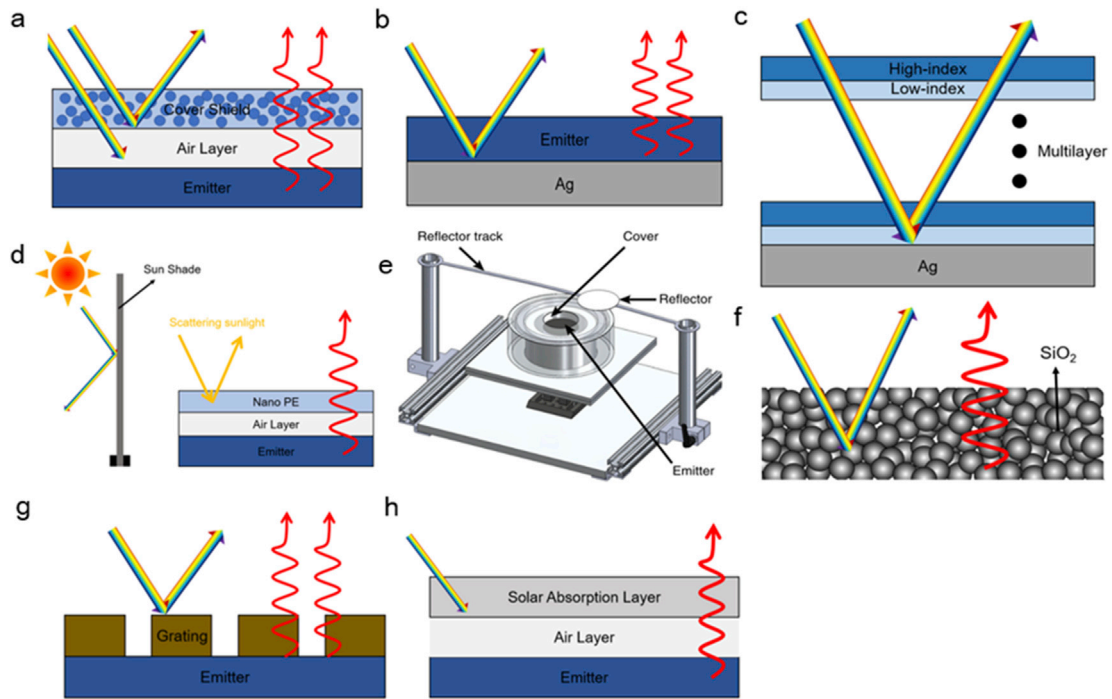 a
Cover Shield
Air Layer
Emitter
b
Emitter
Ag
c
High-index
Low-index
Multilayer
Ag
d
Sun Shade
Scattering sunlight
Nano PE
Air Layer
Emitter
e
Reflector track
Cover
Reflector
Emitter
f
SiO₂
g
Grating
Emitter
h
Solar Absorption Layer
Air Layer
Emitter